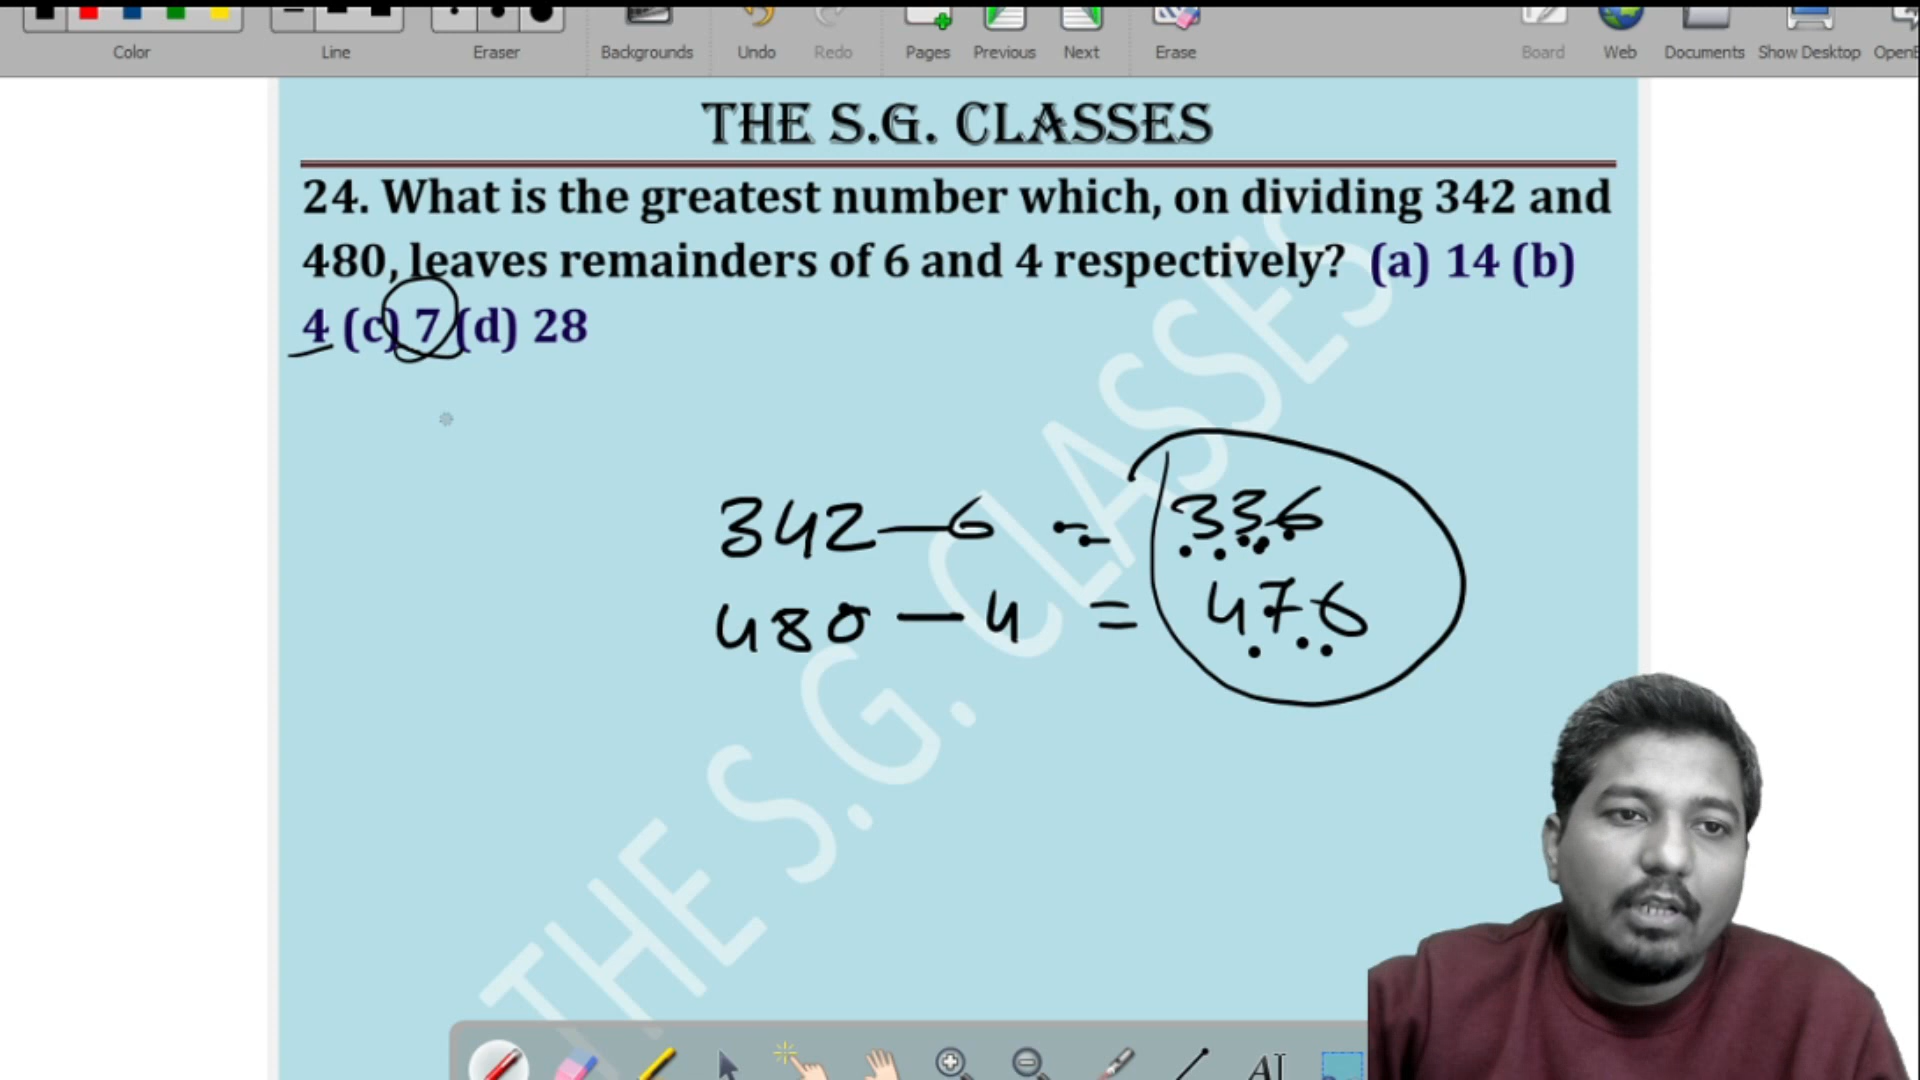 Color Line Eraser Backgrounds Undo Redo Pages Previous Next Erase Board Web Documents Show Desktop
THE S.G. CLASSES
24. What is the greatest number which, on dividing 342 and
480, leaves remainders of 6 and 4 respectively? (a) 14 (b)
4 (c) 7 (d) 28
342 — 6 = 336
480 — 4 = 476
THE S.G. CLASSES
AI